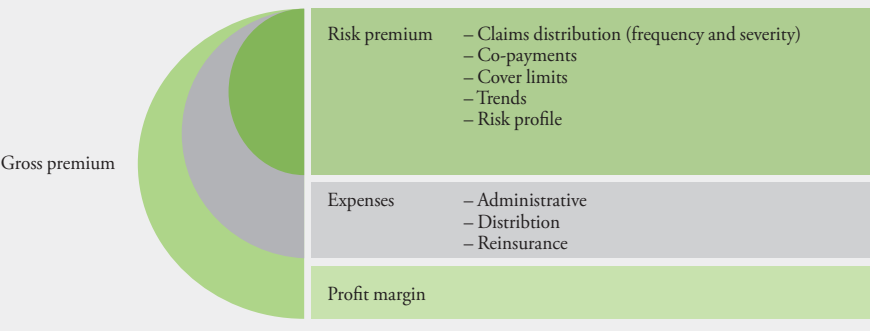 Gross premium
Risk premium – Claims distribution (frequency and severity)
– Co-payments
– Cover limits
– Trends
– Risk profile
Expenses – Administrative
– Distribtion
– Reinsurance
Profit margin